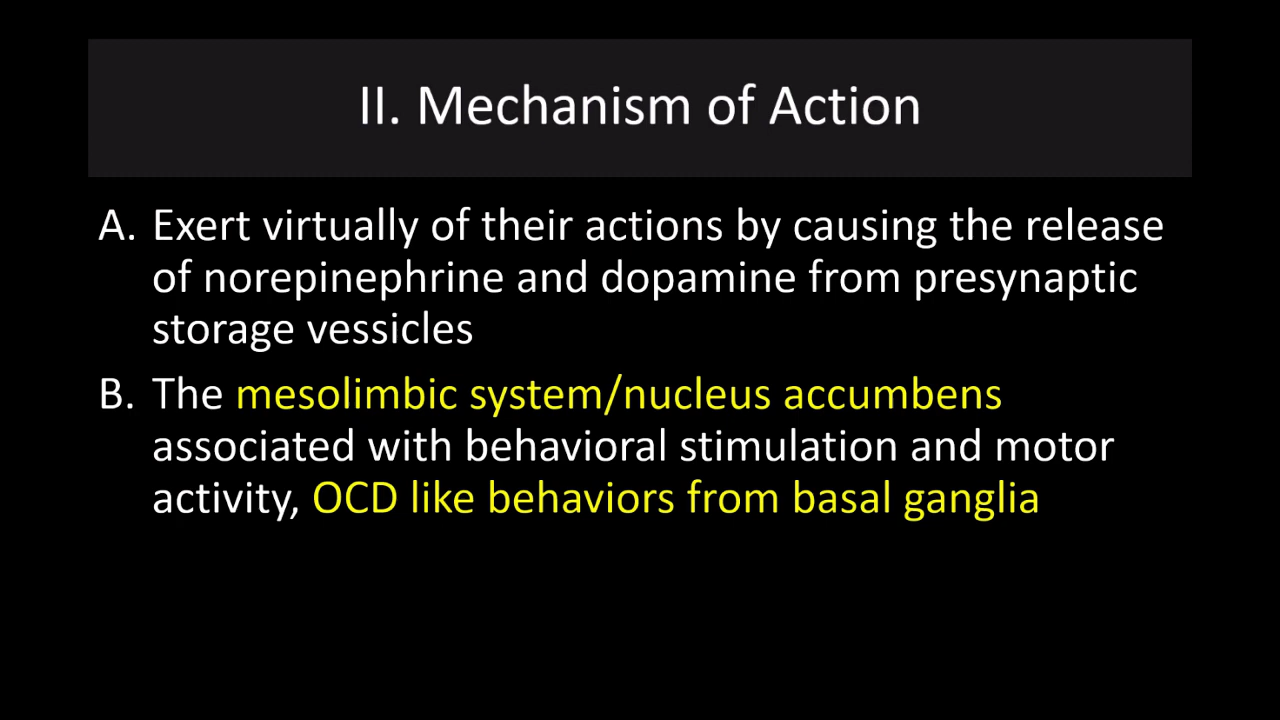 II. Mechanism of Action
A. Exert virtually of their actions by causing the release
of norepinephrine and dopamine from presynaptic
storage vessicles
B. The mesolimbic system/nucleus accumbens
associated with behavioral stimulation and motor
activity, OCD like behaviors from basal ganglia